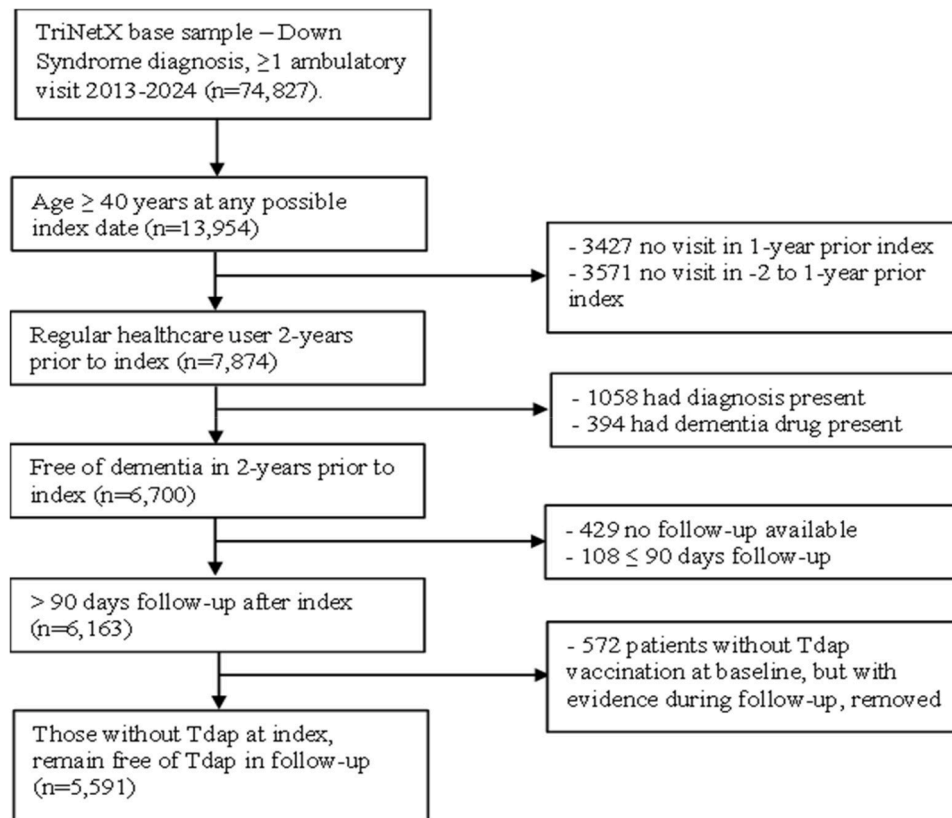 TriNetX base sample – Down
Syndrome diagnosis, ≥1 ambulatory
visit 2013-2024 (n=74,827).
Age ≥ 40 years at any possible
index date (n=13,954)
- 3427 no visit in 1-year prior index
- 3571 no visit in -2 to 1-year prior
index
Regular healthcare user 2-years
prior to index (n=7,874)
- 1058 had diagnosis present
- 394 had dementia drug present
Free of dementia in 2-years prior to
index (n=6,700)
- 429 no follow-up available
- 108 ≤ 90 days follow-up
> 90 days follow-up after index
(n=6,163)
- 572 patients without Tdap
vaccination at baseline, but with
evidence during follow-up, removed
Those without Tdap at index,
remain free of Tdap in follow-up
(n=5,591)